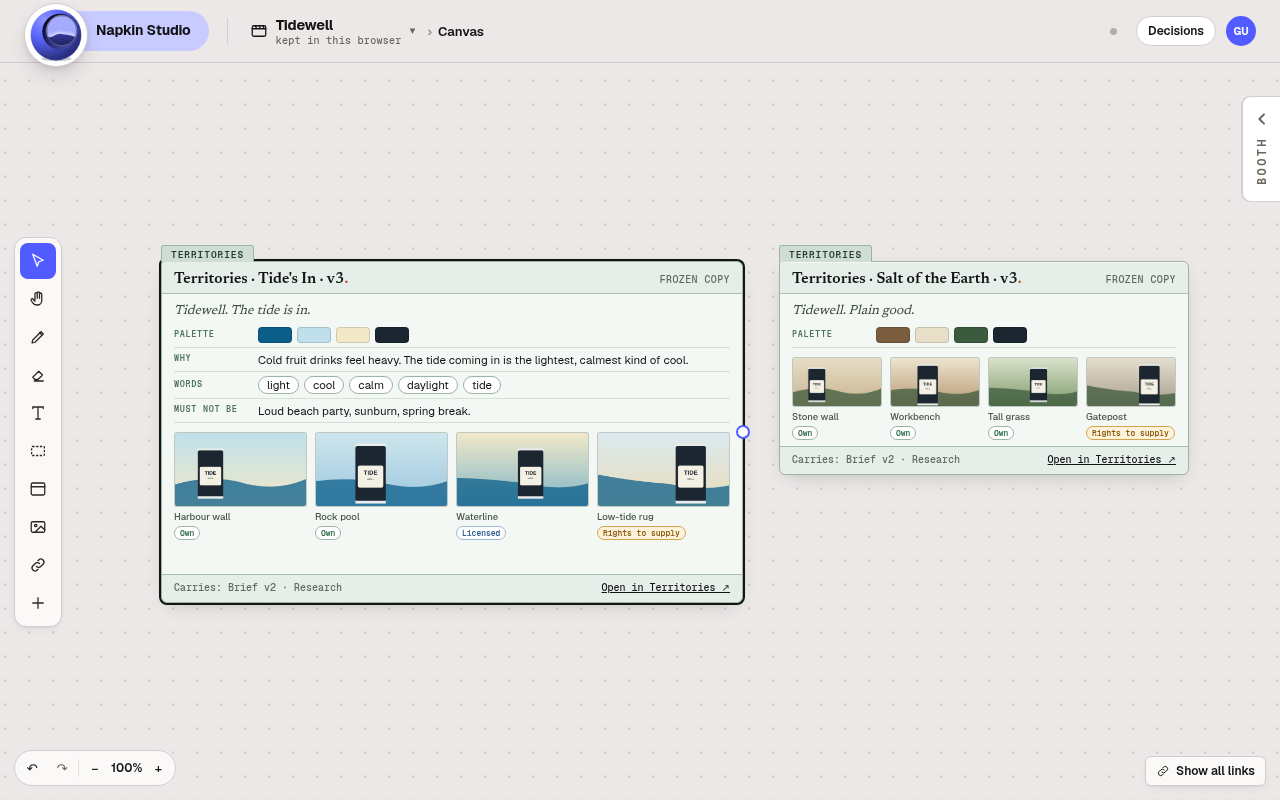 Napkin Studio
Tidewell
kept in this browser
▾
› Canvas
Decisions
GU
BOOTH
TERRITORIES
Territories · Tide's In · v3.
FROZEN COPY
Tidewell. The tide is in.
PALETTE
WHY
Cold fruit drinks feel heavy. The tide coming in is the lightest, calmest kind of cool.
WORDS
light
cool
calm
daylight
tide
MUST NOT BE
Loud beach party, sunburn, spring break.
TIDE
TIDE
TIDE
TIDE
Harbour wall
Rock pool
Waterline
Low-tide rug
Own
Own
Licensed
Rights to supply
Carries: Brief v2 · Research
Open in Territories ↗
TERRITORIES
Territories · Salt of the Earth · v3.
FROZEN COPY
Tidewell. Plain good.
PALETTE
TIDE
TIDE
TIDE
TIDE
Stone wall
Workbench
Tall grass
Gatepost
Own
Own
Own
Rights to supply
Carries: Brief v2 · Research
Open in Territories ↗
↶ ↷ − 100% +
Show all links